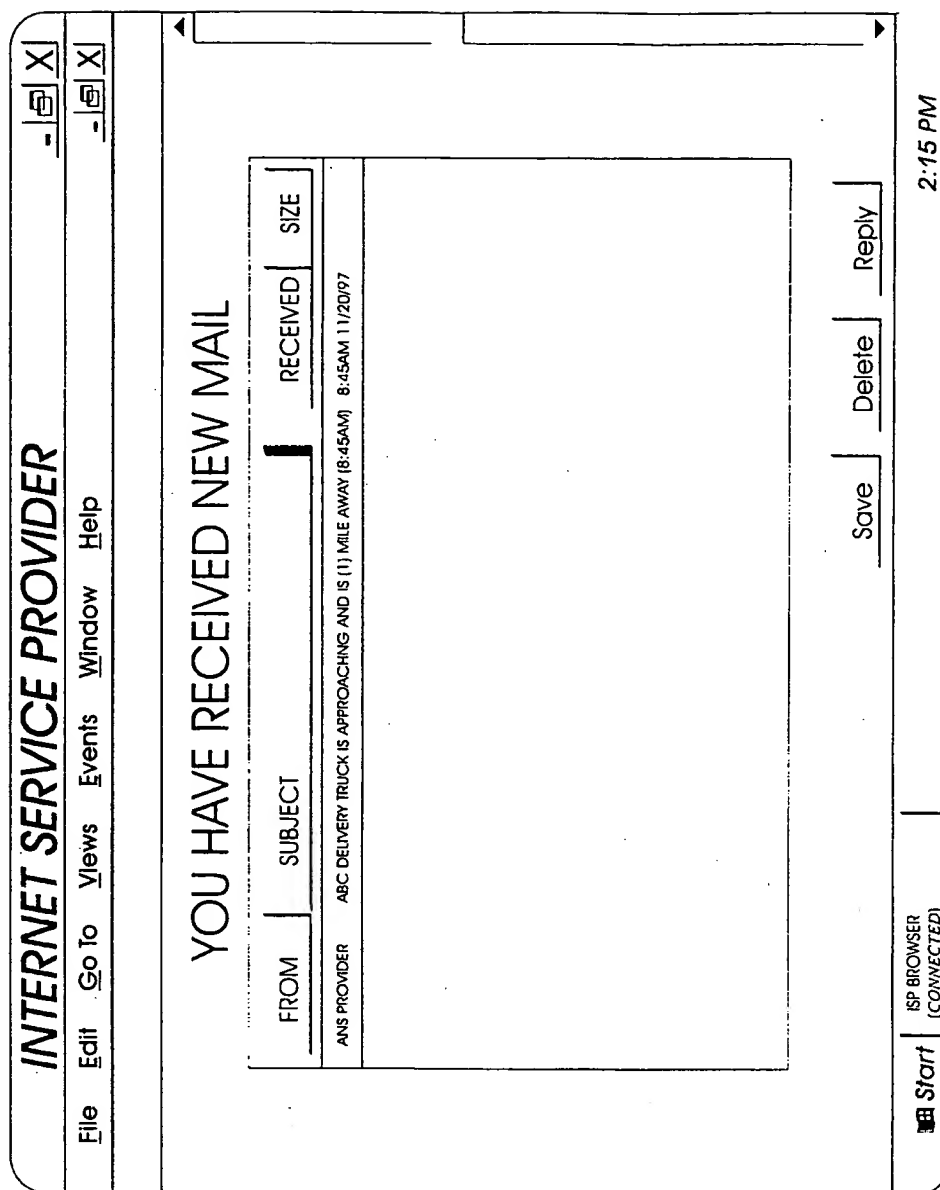 INTERNET SERVICE PROVIDER
- X
File Edit Go To Views Events Window Help
- X
YOU HAVE RECEIVED NEW MAIL
FROM SUBJECT RECEIVED SIZE
ANS PROVIDER ABC DELIVERY TRUCK IS APPROACHNG AND IS (1) MILE AWAY (8:45AM) 8:45AM 11/20/97
Save Delete Reply
Start ISP BROWSER
(CONNECTED)
2:15 PM